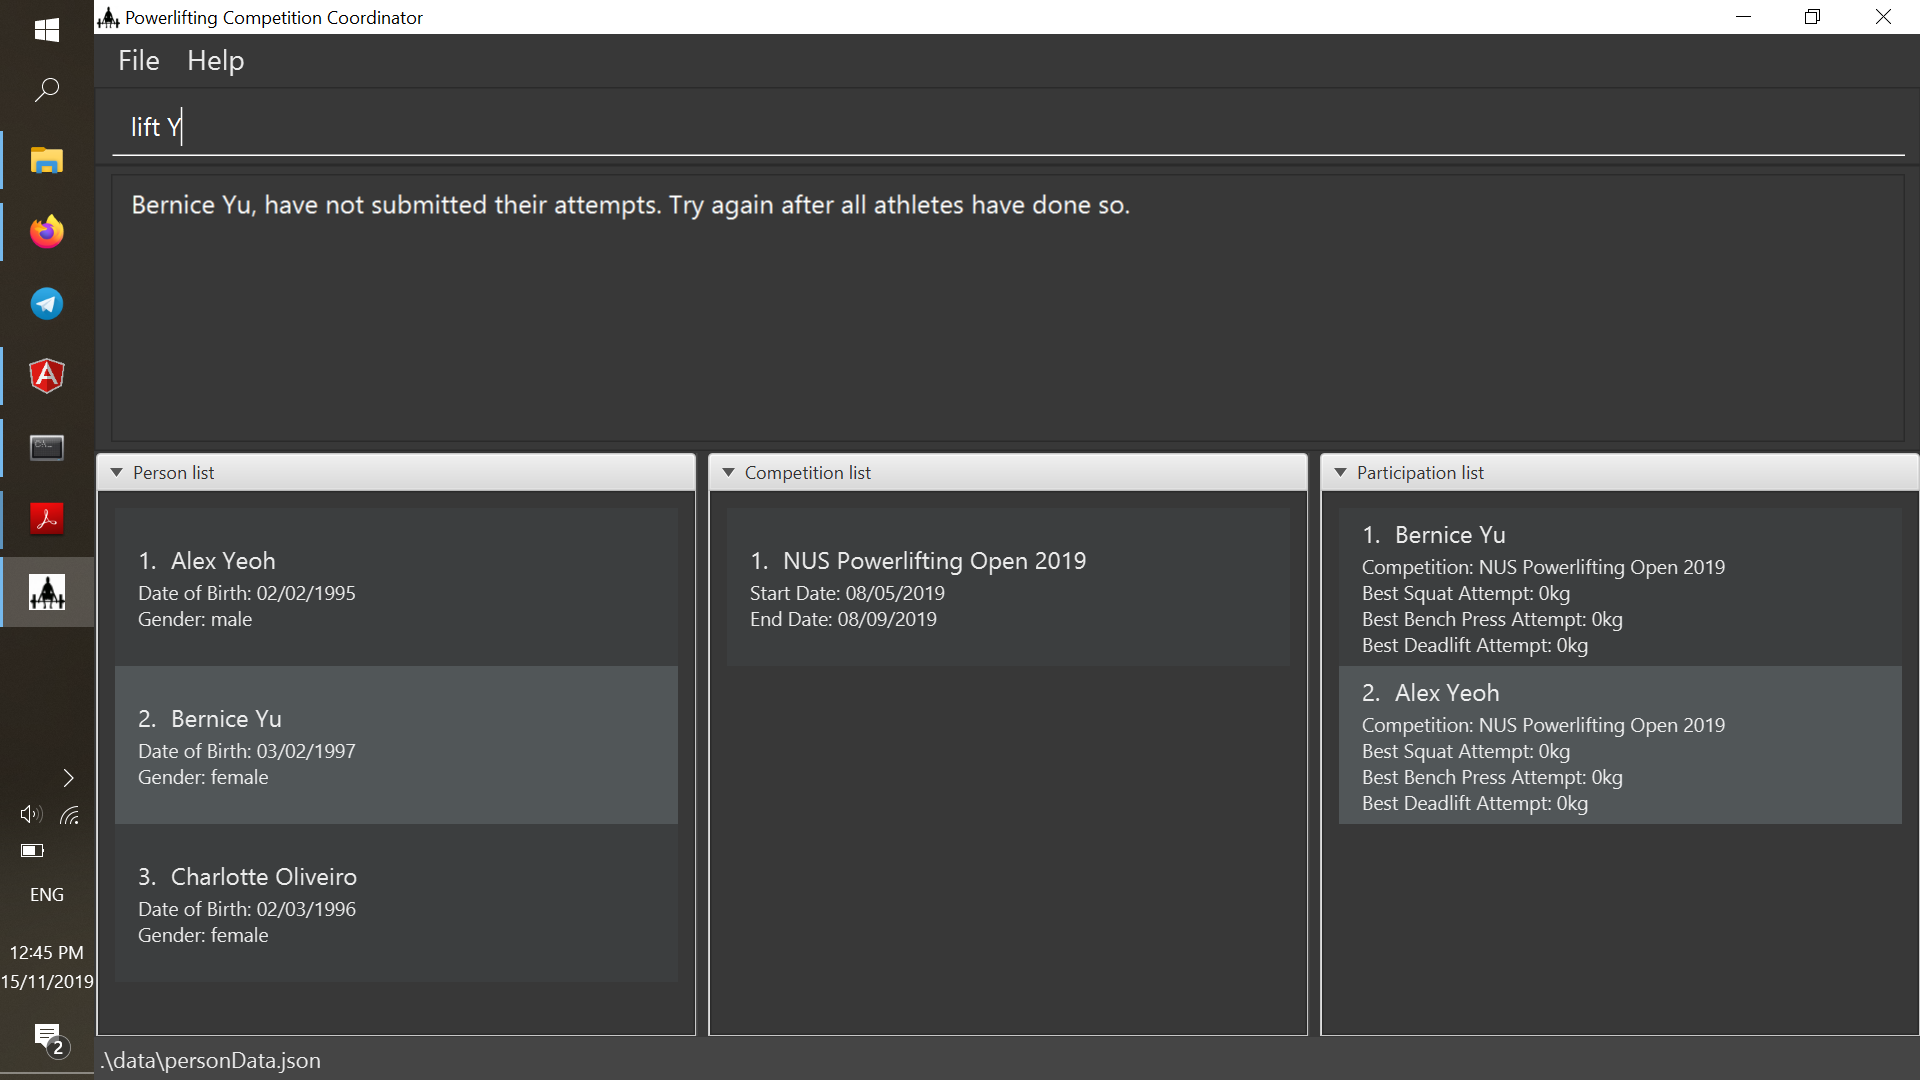 Powerlifting Competition Coordinator
File Help
lift Y
Bernice Yu, have not submitted their attempts. Try again after all athletes have done so.
Person list
1. Alex Yeoh
Date of Birth: 02/02/1995
Gender: male
2. Bernice Yu
Date of Birth: 03/02/1997
Gender: female
3. Charlotte Oliveiro
Date of Birth: 02/03/1996
Gender: female
Competition list
1. NUS Powerlifting Open 2019
Start Date: 08/05/2019
End Date: 08/09/2019
Participation list
1. Bernice Yu
Competition: NUS Powerlifting Open 2019
Best Squat Attempt: 0kg
Best Bench Press Attempt: 0kg
Best Deadlift Attempt: 0kg
2. Alex Yeoh
Competition: NUS Powerlifting Open 2019
Best Squat Attempt: 0kg
Best Bench Press Attempt: 0kg
Best Deadlift Attempt: 0kg
.\data\personData.json
ENG
12:45 PM
15/11/2019
2